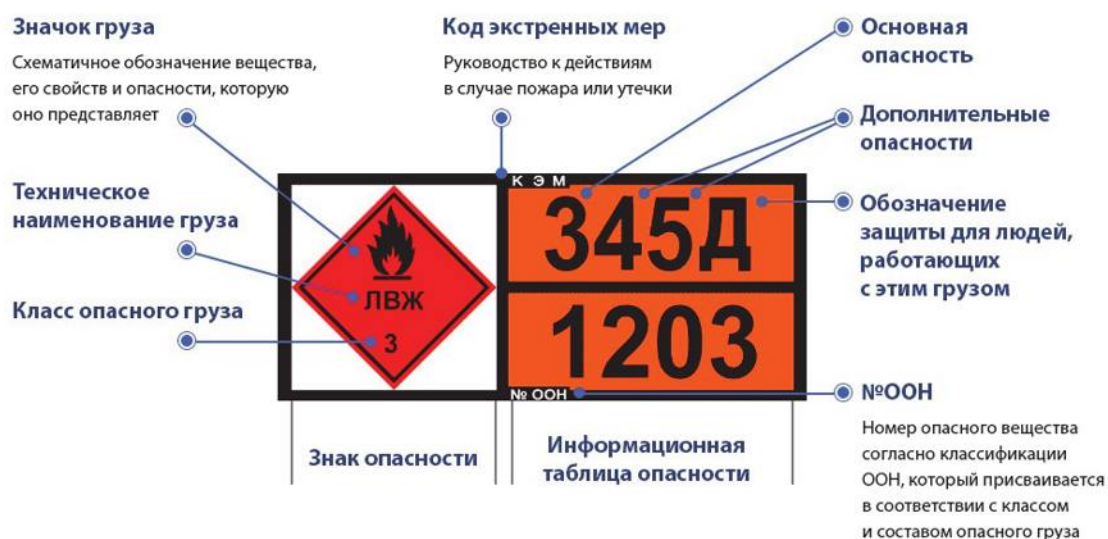 Значок груза
Схематичное обозначение вещества,
его свойств и опасности, которую
оно представляет
Код экстренных мер
Руководство к действиям
в случае пожара или утечки
Основная
опасность
Дополнительные
опасности
Техническое
наименование груза
Обозначение
защиты для людей,
работающих
с этим грузом
Класс опасного груза
К Э М
345Д
1203
№ ООН
ЛВЖ
3
№ООН
Номер опасного вещества
согласно классификации
ООН, который присваивается
в соответствии с классом
и составом опасного груза
Знак опасности
Информационная
таблица опасности